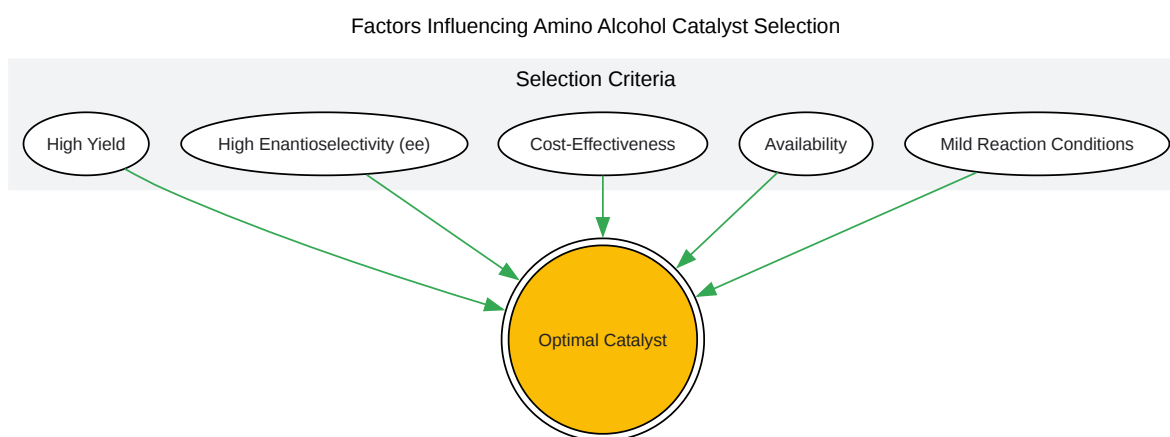 Factors Influencing Amino Alcohol Catalyst Selection
Selection Criteria
High Yield
High Enantioselectivity (ee)
Cost-Effectiveness
Availability
Mild Reaction Conditions
Optimal Catalyst